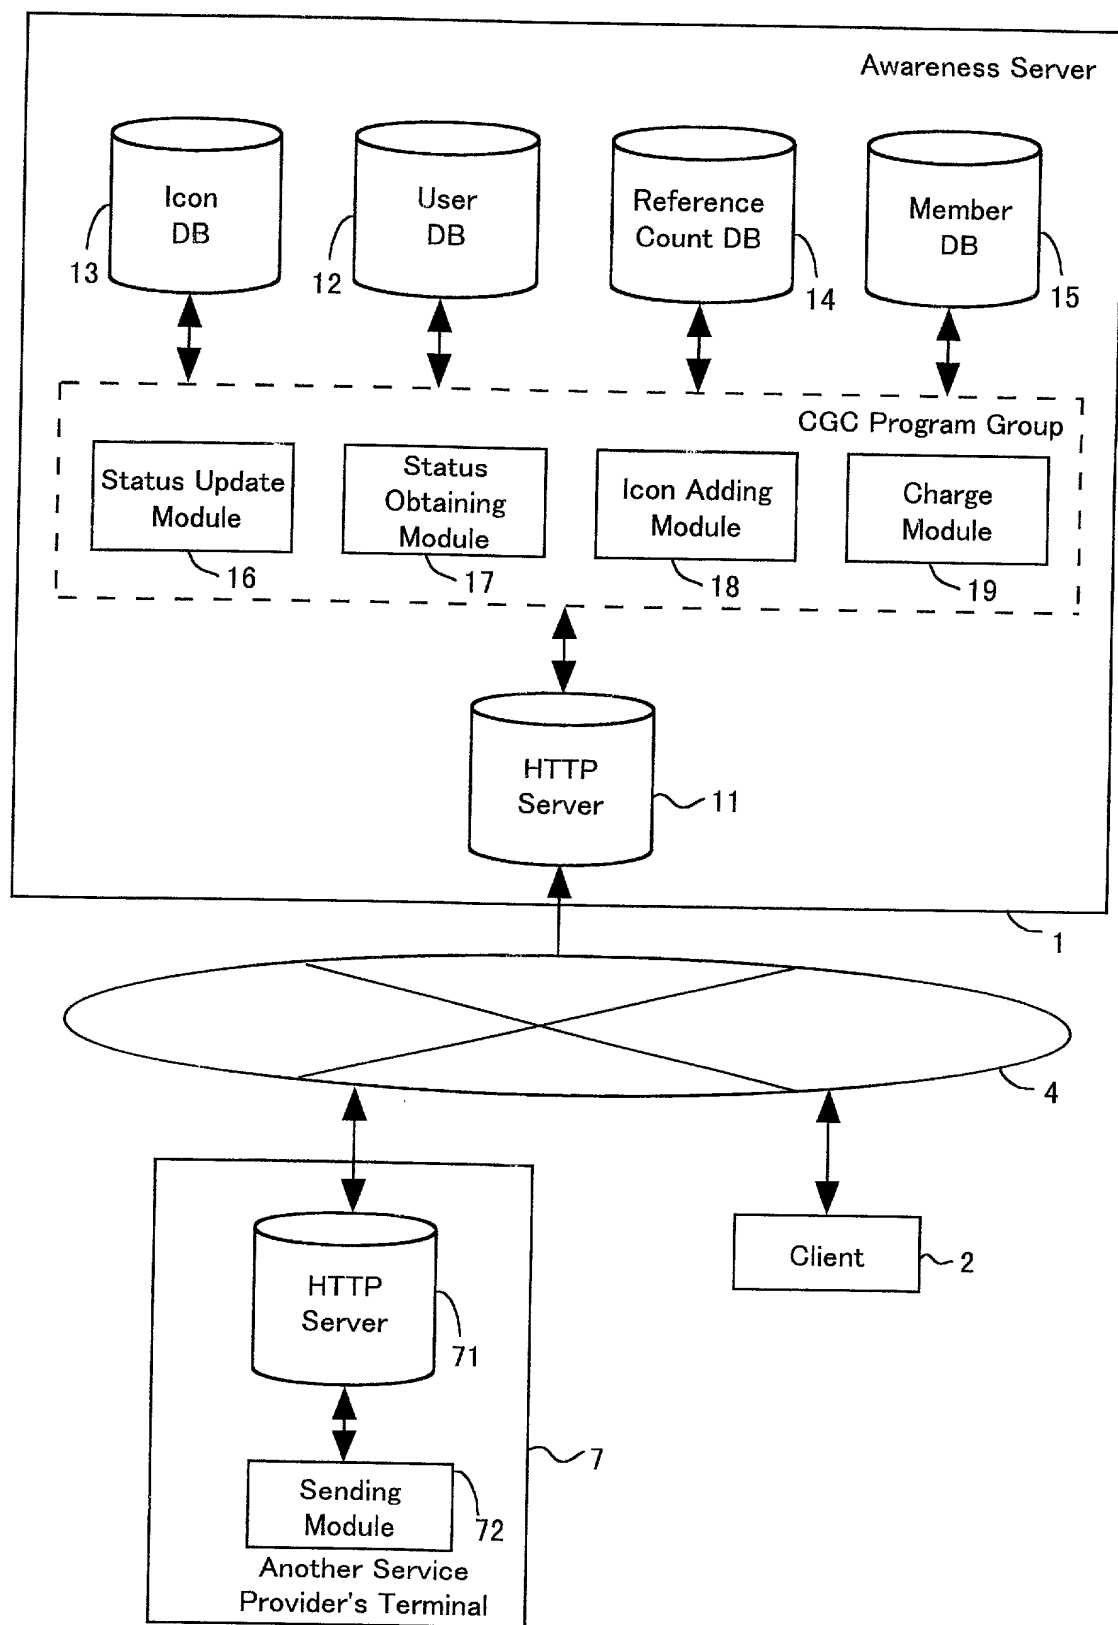 Awareness Server
Icon
DB
User
DB
Reference
Count DB
Member
DB
13
12
14
15
CGC Program Group
Status Update
Module
Status
Obtaining
Module
Icon Adding
Module
Charge
Module
16
17
18
19
HTTP
Server
11
1
4
HTTP
Server
71
Client
2
Sending
Module
72
7
Another Service
Provider's Terminal